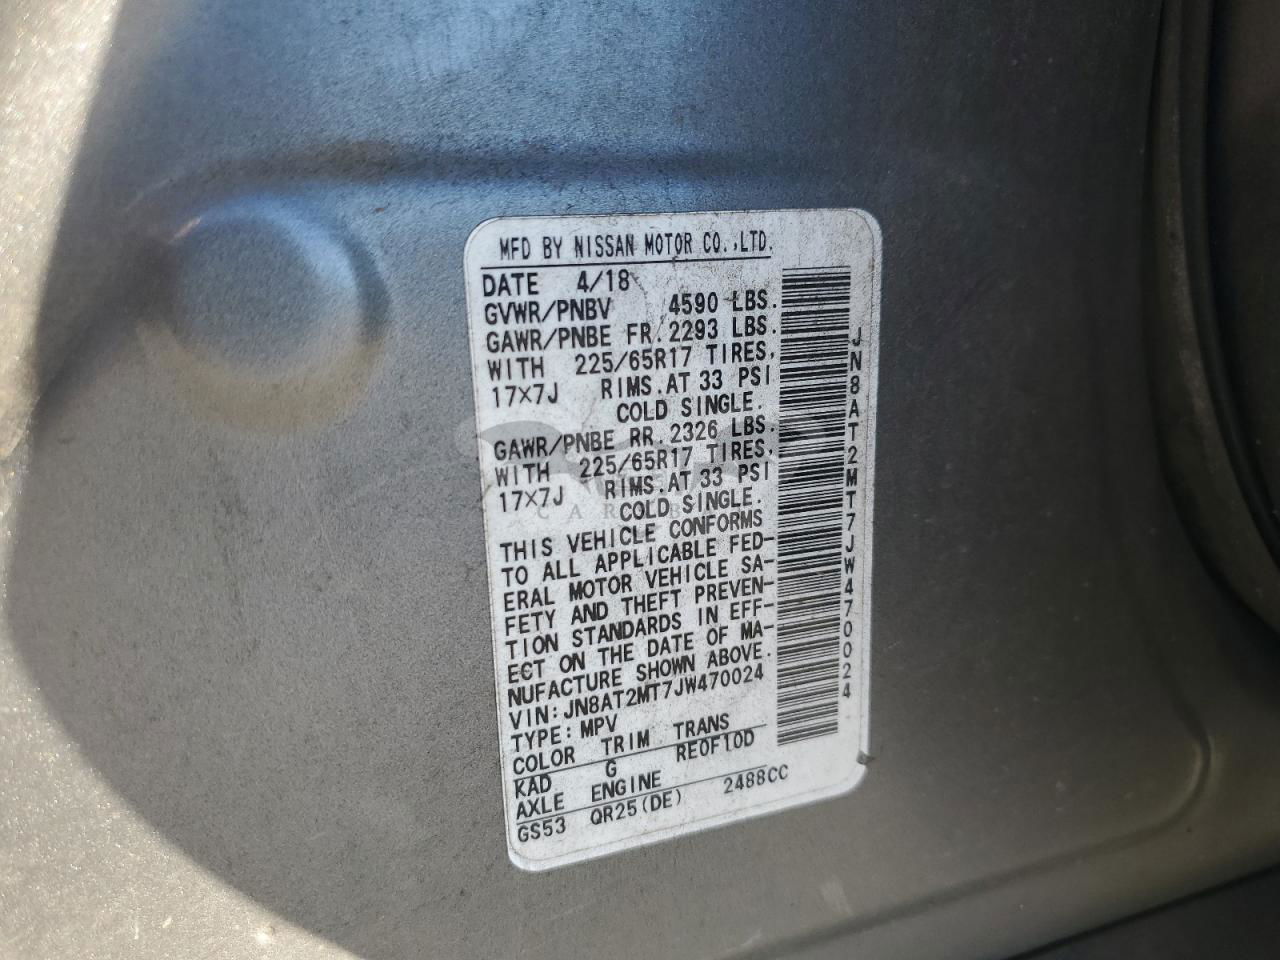 MFD BY NISSAN MOTOR CO.,LTD.
DATE 4/18
GVWR/PNBV 4590 LBS.
GAWR/PNBE FR. 2293 LBS.
WITH 225/65R17 TIRES,
17×7J RIMS. AT 33 PSI
COLD SINGLE.
GAWR/PNBE RR. 2326 LBS.
WITH 225/65R17 TIRES,
17×7J RIMS. AT 33 PSI
COLD SINGLE.
THIS VEHICLE CONFORMS
TO ALL APPLICABLE FED-
ERAL MOTOR VEHICLE SA-
FETY AND THEFT PREVEN-
TION STANDARDS IN EFF-
ECT ON THE DATE OF MA-
NUFACTURE SHOWN ABOVE.
VIN: JN8AT2MT7JW470024
TYPE: MPV
COLOR TRIM TRANS
KAD G RE0F10D
AXLE ENGINE
GS53 QR25(DE) 2488CC
JN8AT2MT7JW470024